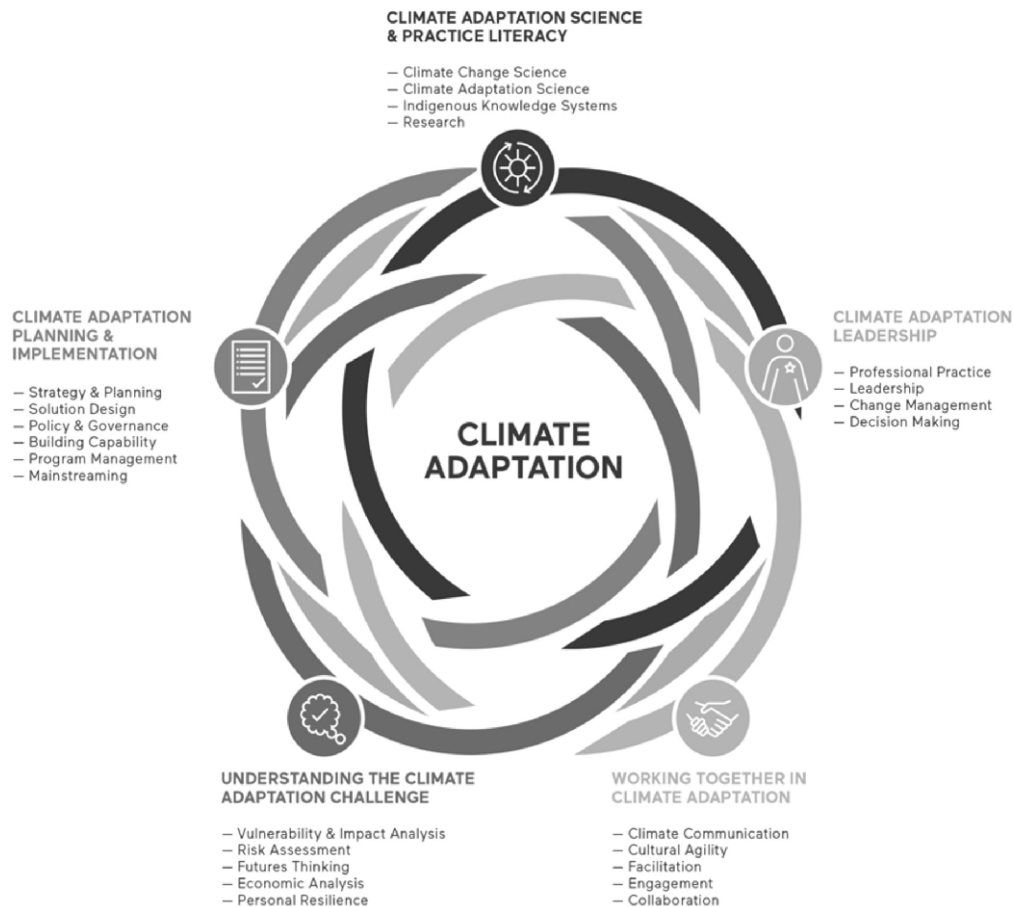 CLIMATE ADAPTATION SCIENCE
& PRACTICE LITERACY
— Climate Change Science
— Climate Adaptation Science
— Indigenous Knowledge Systems
— Research
CLIMATE ADAPTATION
PLANNING &
IMPLEMENTATION
— Strategy & Planning
— Solution Design
— Policy & Governance
— Building Capability
— Program Management
— Mainstreaming
CLIMATE
ADAPTATION
CLIMATE ADAPTATION
LEADERSHIP
— Professional Practice
— Leadership
— Change Management
— Decision Making
UNDERSTANDING THE CLIMATE
ADAPTATION CHALLENGE
— Vulnerability & Impact Analysis
— Risk Assessment
— Futures Thinking
— Economic Analysis
— Personal Resilience
WORKING TOGETHER IN
CLIMATE ADAPTATION
— Climate Communication
— Cultural Agility
— Facilitation
— Engagement
— Collaboration